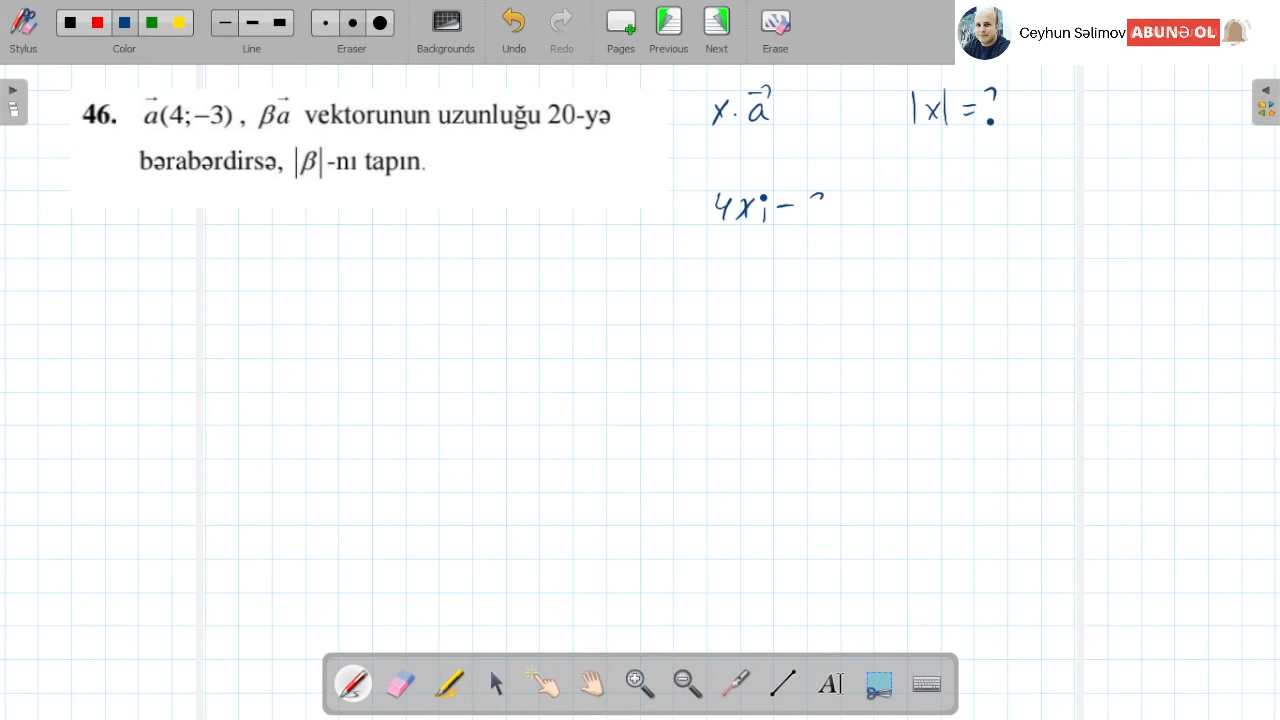 Stylus
Color
Line
Eraser
Backgrounds
Undo
Redo
Pages
Previous
Next
Erase
Ceyhun Səlimov
ABUNƏ OL
46. a⃗(4;−3) , βa⃗ vektorunun uzunluğu 20-yə
bərabərdirsə, |β|-nı tapın.
x · a⃗ |x| = ?
4x; −